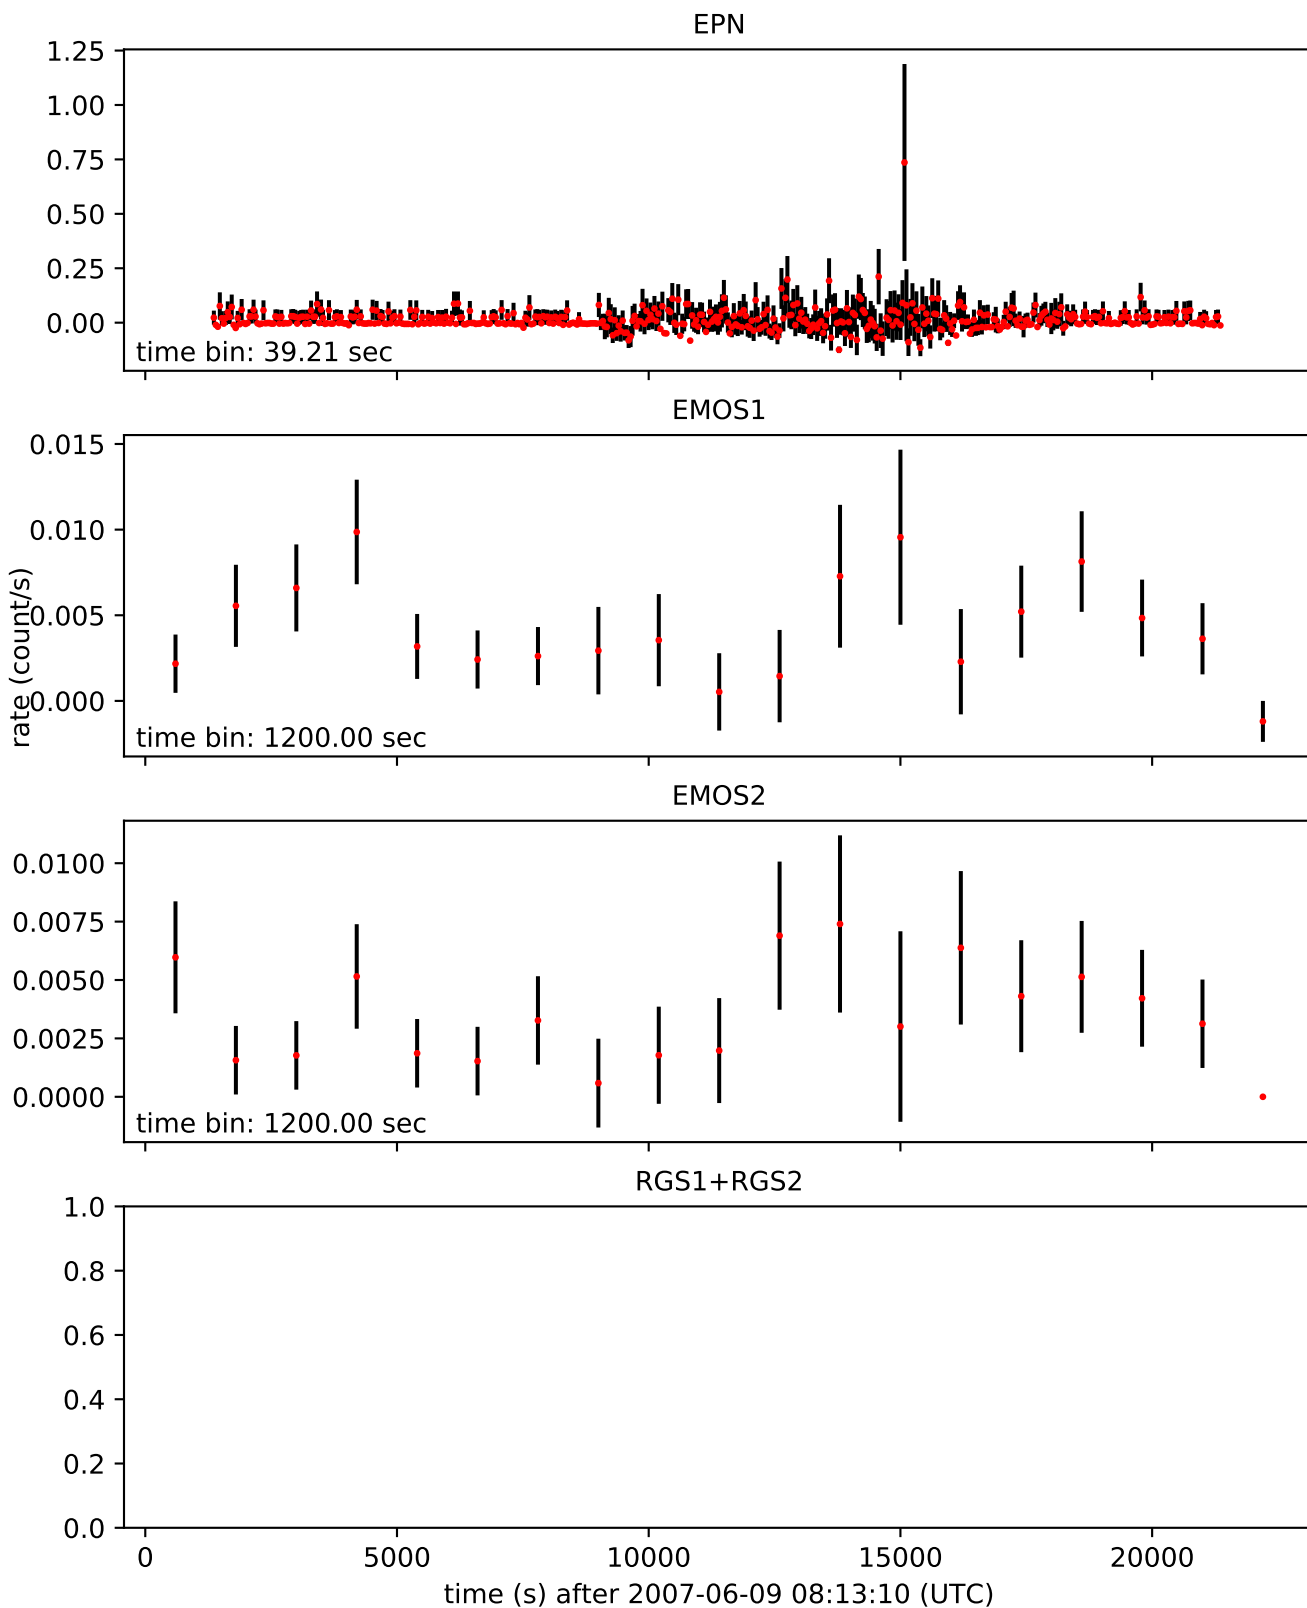 EPN
1.25
1.00
0.75
0.50
0.25
0.00
time bin: 39.21 sec
EMOS1
0.015
0.010
0.005
0.000
rate (count/s)
time bin: 1200.00 sec
EMOS2
0.0100
0.0075
0.0050
0.0025
0.0000
time bin: 1200.00 sec
RGS1+RGS2
1.0
0.8
0.6
0.4
0.2
0.0
0 5000 10000 15000 20000
time (s) after 2007-06-09 08:13:10 (UTC)